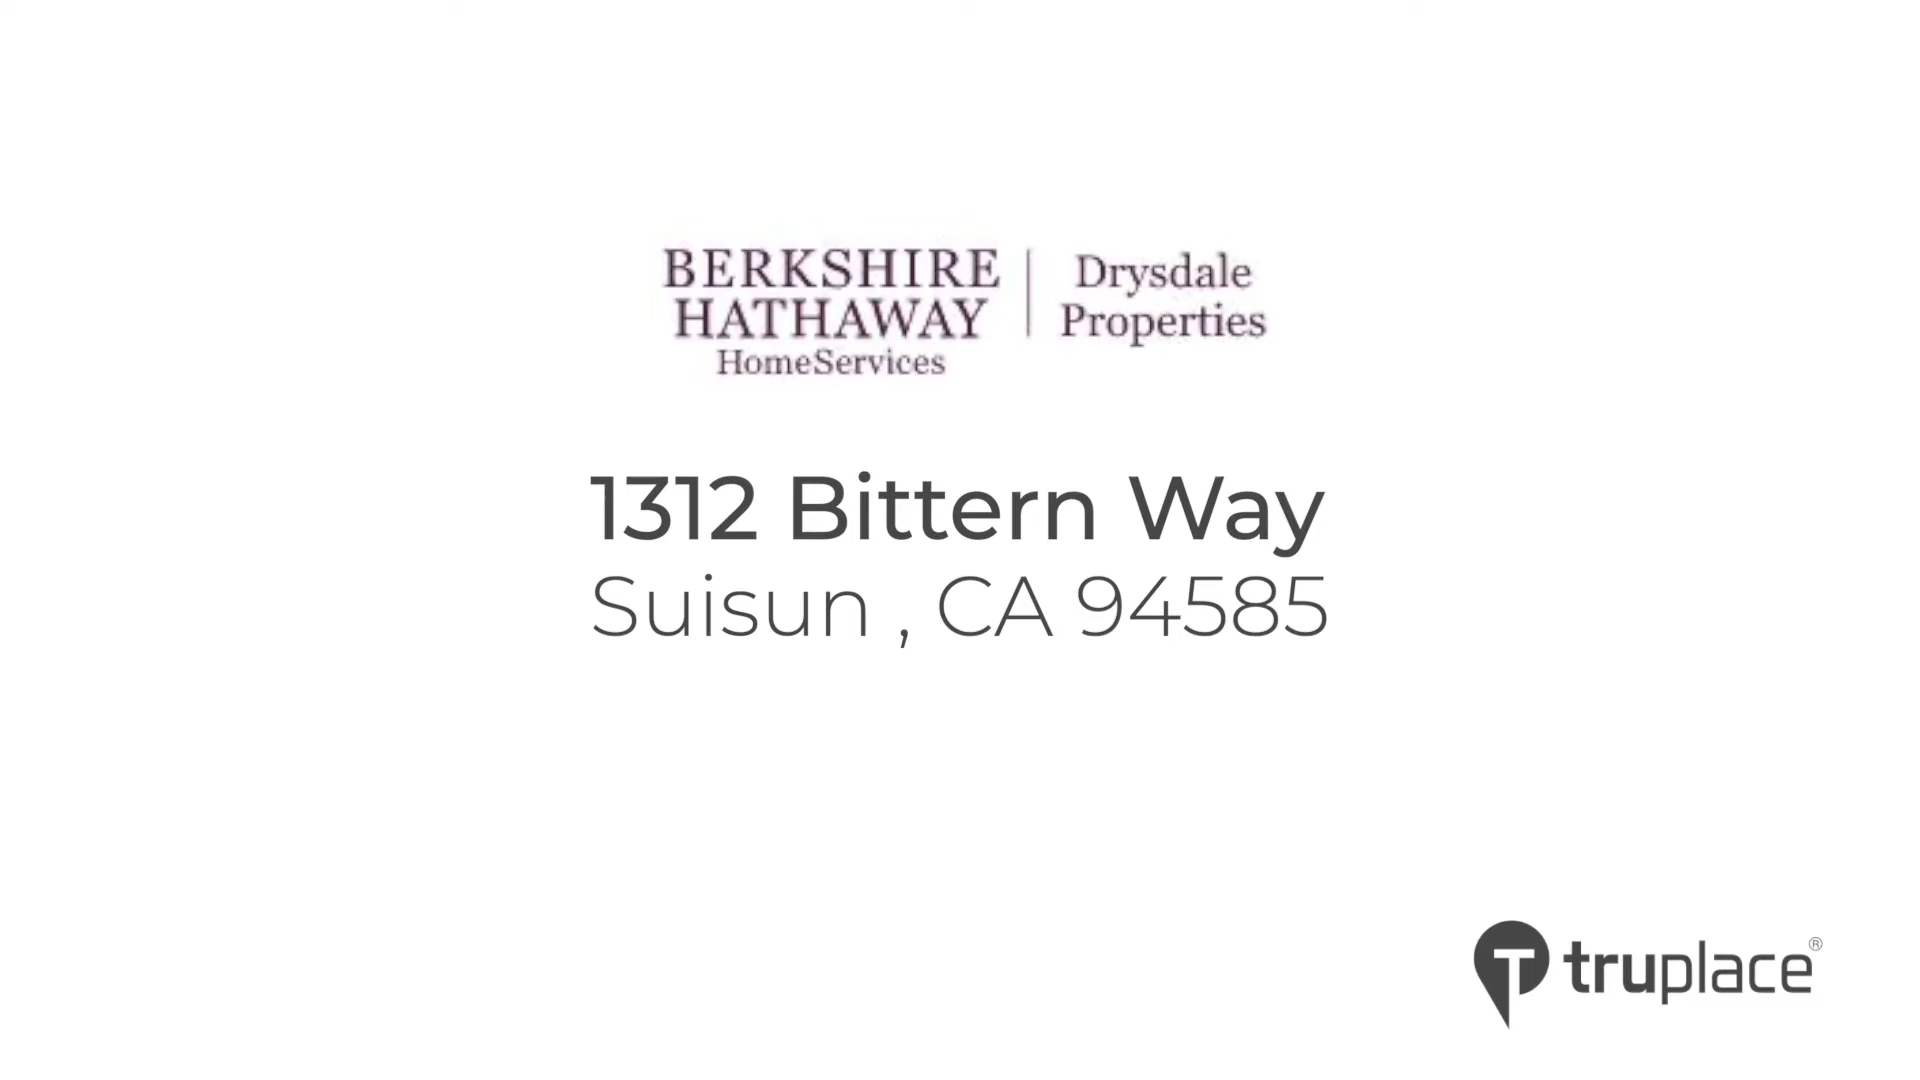 BERKSHIRE
HATHAWAY
HomeServices
Drysdale
Properties
1312 Bittern Way
Suisun , CA 94585
truplace®